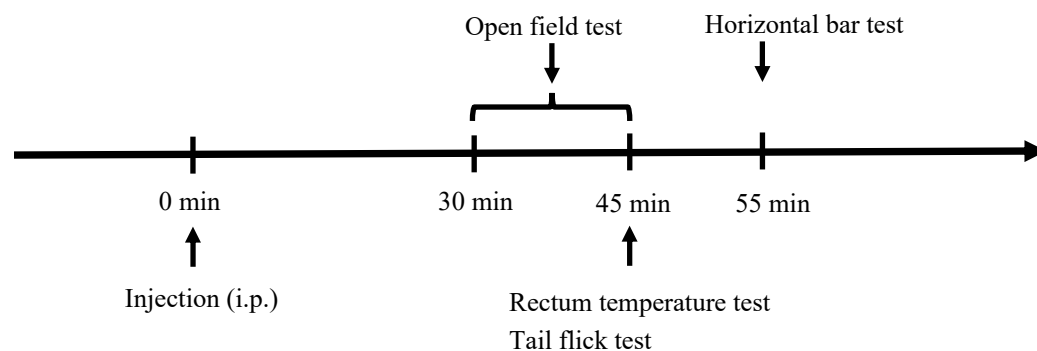 Open field test
Horizontal bar test
0 min
30 min
45 min
55 min
Injection (i.p.)
Rectum temperature test
Tail flick test